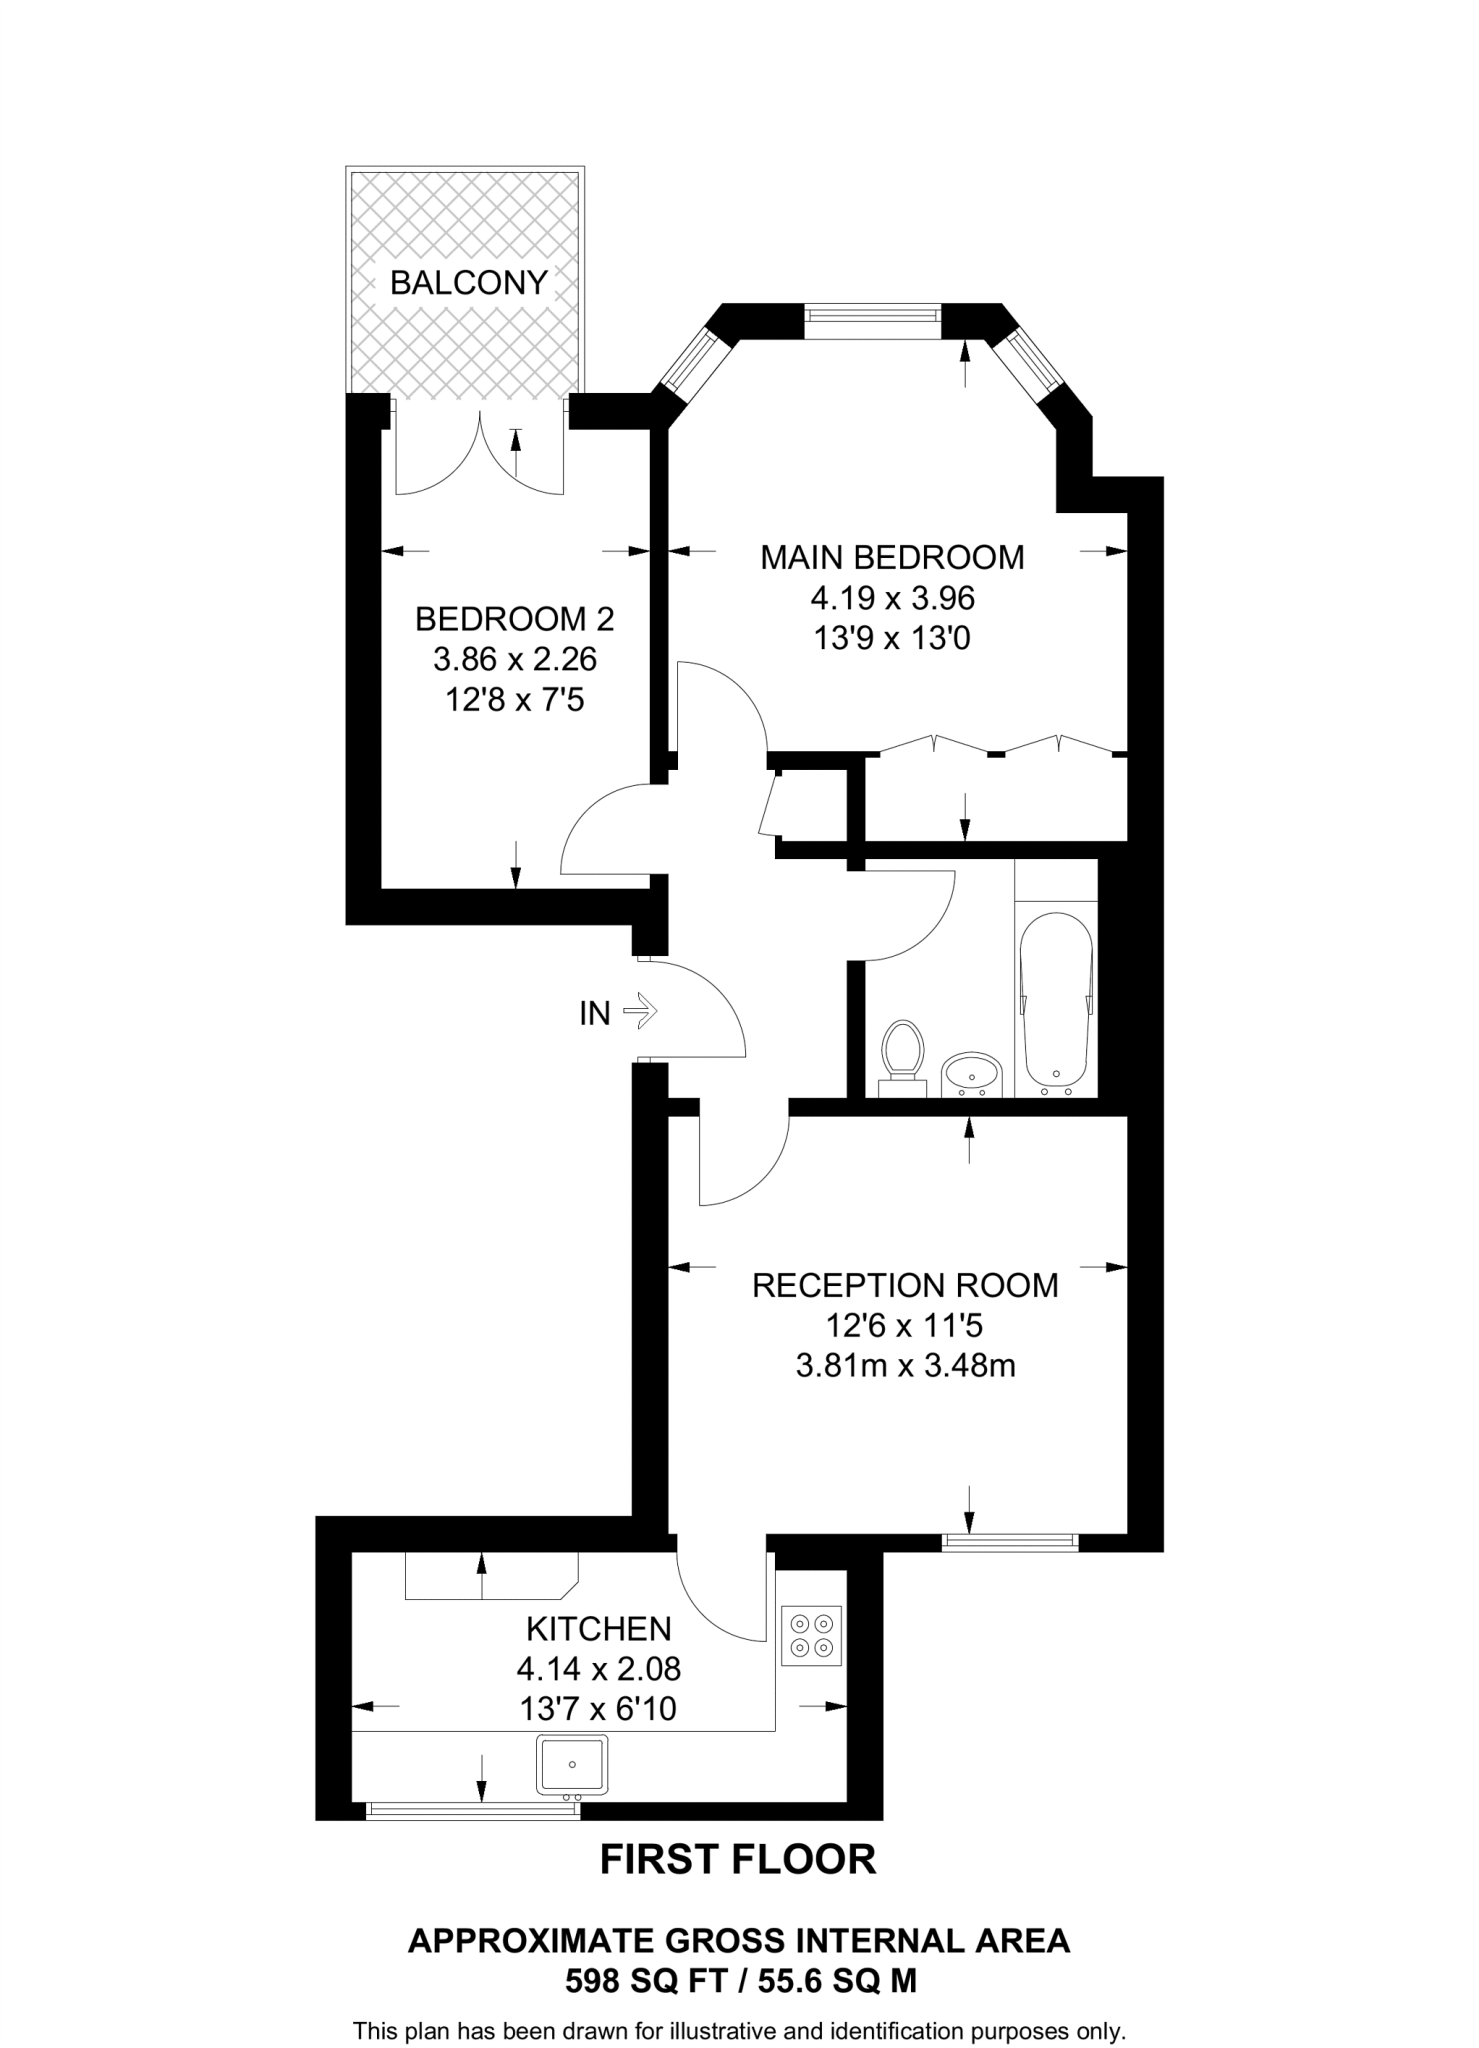 BALCONY
MAIN BEDROOM
4.19 x 3.96
13'9 x 13'0
BEDROOM 2
3.86 x 2.26
12'8 x 7'5
IN
RECEPTION ROOM
12'6 x 11'5
3.81m x 3.48m
KITCHEN
4.14 x 2.08
13'7 x 6'10
FIRST FLOOR
APPROXIMATE GROSS INTERNAL AREA
598 SQ FT / 55.6 SQ M
This plan has been drawn for illustrative and identification purposes only.